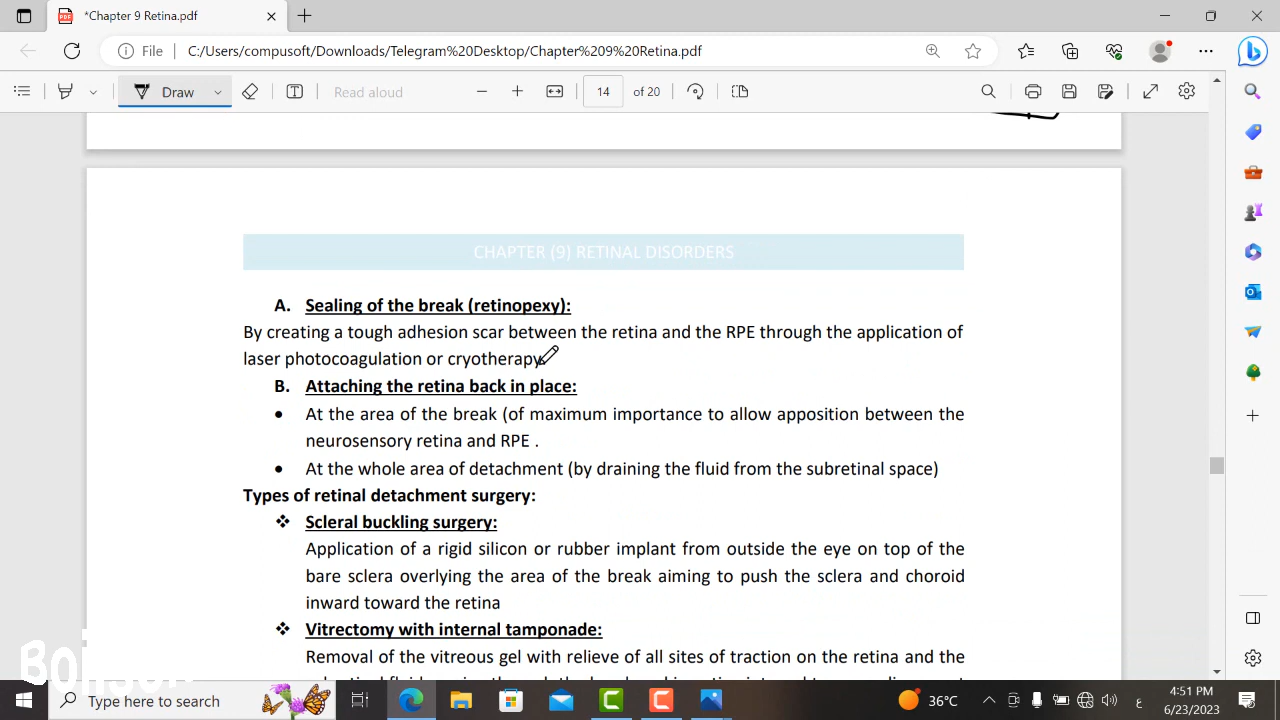 *Chapter 9 Retina.pdf
File C:/Users/compusoft/Downloads/Telegram%20Desktop/Chapter%209%20Retina.pdf
Draw Read aloud 14 of 20
CHAPTER (9) RETINAL DISORDERS
A. Sealing of the break (retinopexy):
By creating a tough adhesion scar between the retina and the RPE through the application of
laser photocoagulation or cryotherapy
B. Attaching the retina back in place:
• At the area of the break (of maximum importance to allow apposition between the
neurosensory retina and RPE .
• At the whole area of detachment (by draining the fluid from the subretinal space)
Types of retinal detachment surgery:
❖ Scleral buckling surgery:
Application of a rigid silicon or rubber implant from outside the eye on top of the
bare sclera overlying the area of the break aiming to push the sclera and choroid
inward toward the retina
❖ Vitrectomy with internal tamponade:
Removal of the vitreous gel with relieve of all sites of traction on the retina and the
Type here to search
36°C
ع
4:51 PM
6/23/2023